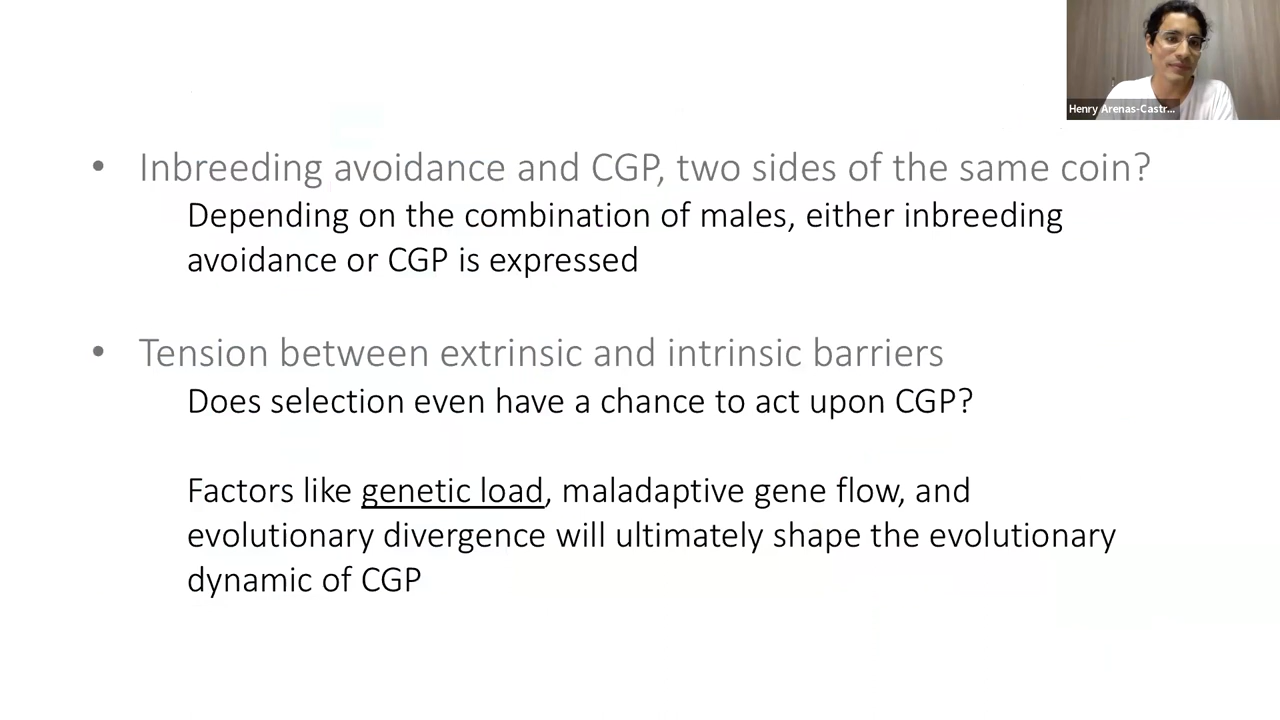 Henry Arenas-Castr...
• Inbreeding avoidance and CGP, two sides of the same coin?
Depending on the combination of males, either inbreeding
avoidance or CGP is expressed
• Tension between extrinsic and intrinsic barriers
Does selection even have a chance to act upon CGP?
Factors like genetic load, maladaptive gene flow, and
evolutionary divergence will ultimately shape the evolutionary
dynamic of CGP